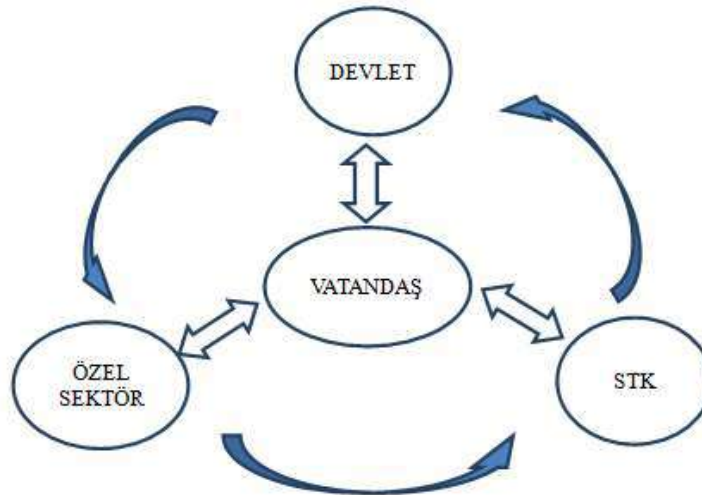 DEVLET
VATANDAŞ
ÖZEL
SEKTÖR
STK